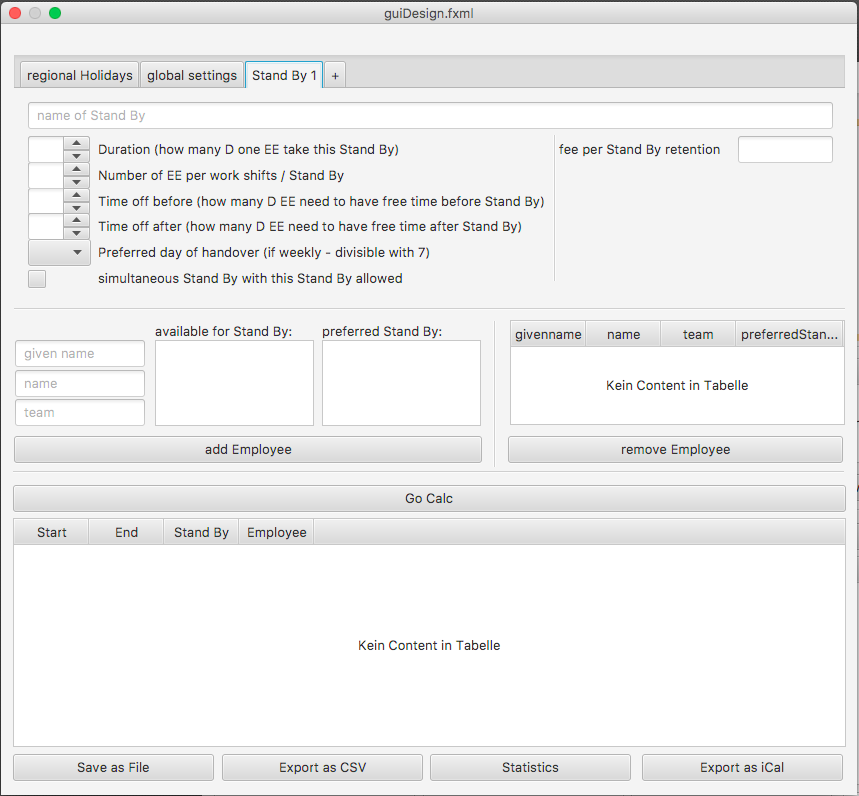 guiDesign.fxml
regional Holidays global settings Stand By 1 +
name of Stand By
Duration (how many D one EE take this Stand By)
fee per Stand By retention
Number of EE per work shifts / Stand By
Time off before (how many D EE need to have free time before Stand By)
Time off after (how many D EE need to have free time after Stand By)
Preferred day of handover (if weekly - divisible with 7)
simultaneous Stand By with this Stand By allowed
available for Stand By: preferred Stand By:
given name
name
team
add Employee
givenname name team preferredStan...
Kein Content in Tabelle
remove Employee
Go Calc
Start End Stand By Employee
Kein Content in Tabelle
Save as File Export as CSV Statistics Export as iCal